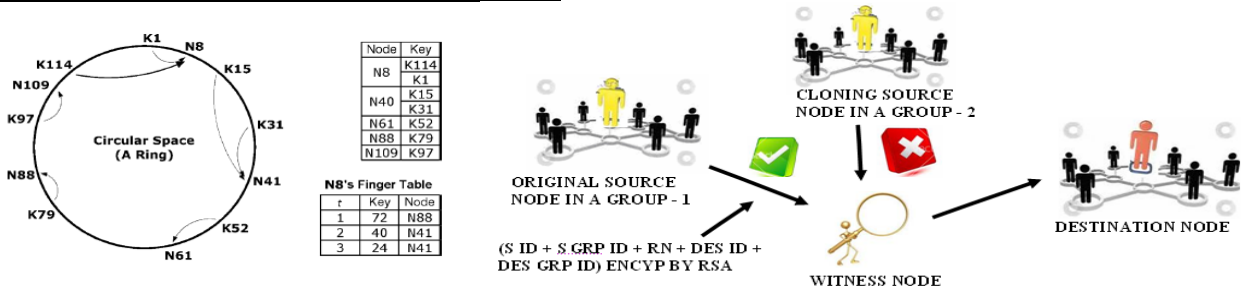 K1
N8
K114
K15
N109
K97
K31
Circular Space
(A Ring)
N88
N41
K79
K52
N61
Node Key
N8 K114
K1
N40 K15
K31
N61 K52
N88 K79
N109 K97
N8's Finger Table
t Key Node
1 72 N88
2 40 N41
3 24 N41
CLONING SOURCE
NODE IN A GROUP - 2
ORIGINAL SOURCE
NODE IN A GROUP - 1
(S ID + S GRP ID + RN + DES ID +
DES GRP ID) ENCYP BY RSA
WITNESS NODE
DESTINATION NODE